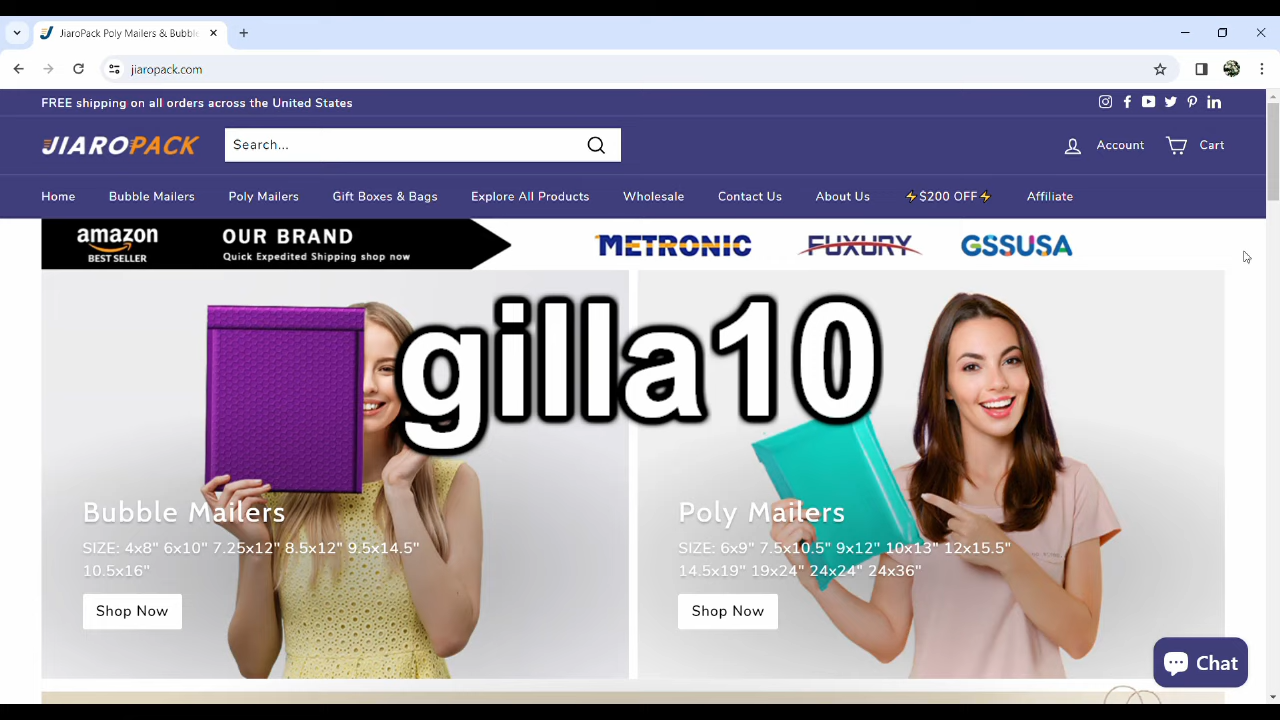 JiaroPack Poly Mailers & Bubbl
jiaropack.com
FREE shipping on all orders across the United States
JIAROPACK
Search...
Account
Cart
Home
Bubble Mailers
Poly Mailers
Gift Boxes & Bags
Explore All Products
Wholesale
Contact Us
About Us
⚡$200 OFF⚡
Affiliate
amazon
BEST SELLER
OUR BRAND
Quick Expedited Shipping shop now
METRONIC
FUXURY
GSSUSA
gilla10
Bubble Mailers
SIZE: 4x8" 6x10" 7.25x12" 8.5x12" 9.5x14.5"
10.5x16"
Shop Now
Poly Mailers
SIZE: 6x9" 7.5x10.5" 9x12" 10x13" 12x15.5"
14.5x19" 19x24" 24x24" 24x36"
Shop Now
Chat